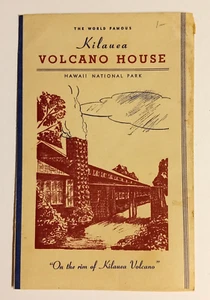 THE WORLD FAMOUS
Kilauea
VOLCANO HOUSE
HAWAII NATIONAL PARK
"On the rim of Kilauea Volcano"